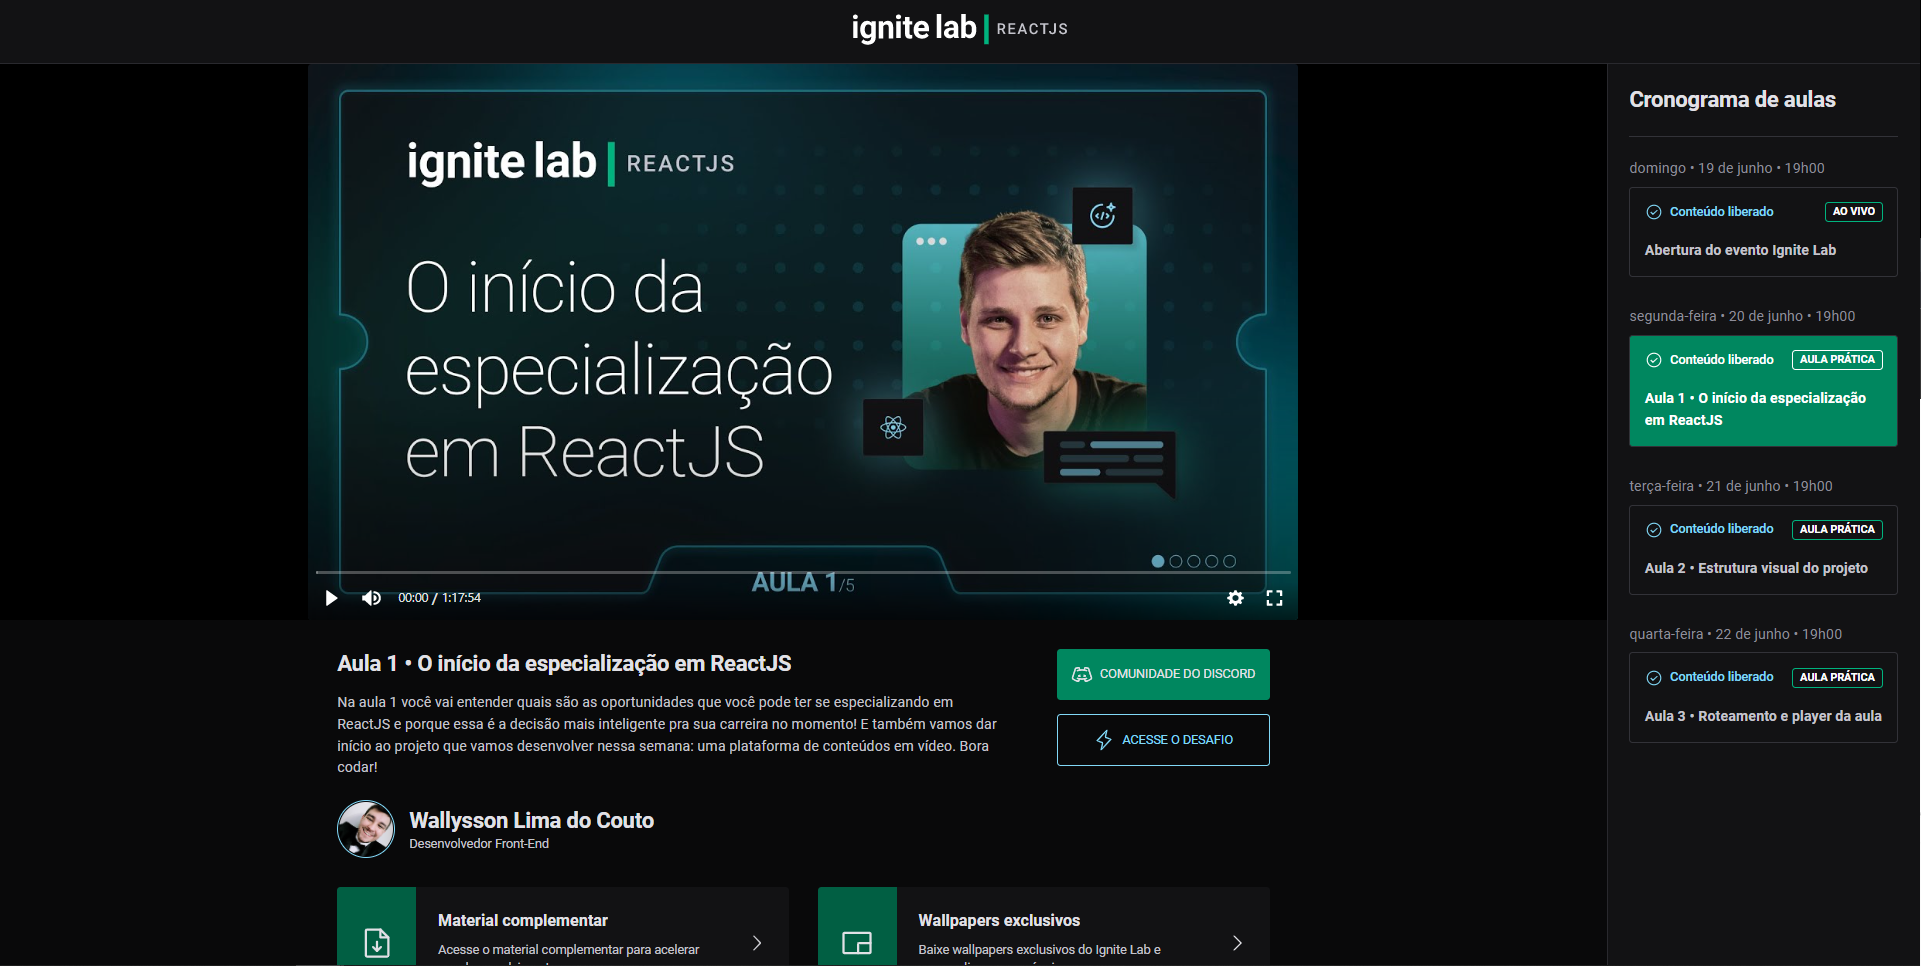 ignite lab | REACTJS
ignite lab | REACTJS
O início da
especialização
em ReactJS
AULA 1/5
00:00 / 1:17:54
Aula 1 • O início da especialização em ReactJS
Na aula 1 você vai entender quais são as oportunidades que você pode ter se especializando em
ReactJS e porque essa é a decisão mais inteligente pra sua carreira no momento! E também vamos dar
início ao projeto que vamos desenvolver nessa semana: uma plataforma de conteúdos em vídeo. Bora
codar!
COMUNIDADE DO DISCORD
ACESSE O DESAFIO
Wallysson Lima do Couto
Desenvolvedor Front-End
Material complementar
Acesse o material complementar para acelerar
Wallpapers exclusivos
Baixe wallpapers exclusivos do Ignite Lab e
Cronograma de aulas
domingo • 19 de junho • 19h00
Conteúdo liberado
AO VIVO
Abertura do evento Ignite Lab
segunda-feira • 20 de junho • 19h00
Conteúdo liberado
AULA PRÁTICA
Aula 1 • O início da especialização
em ReactJS
terça-feira • 21 de junho • 19h00
Conteúdo liberado
AULA PRÁTICA
Aula 2 • Estrutura visual do projeto
quarta-feira • 22 de junho • 19h00
Conteúdo liberado
AULA PRÁTICA
Aula 3 • Roteamento e player da aula